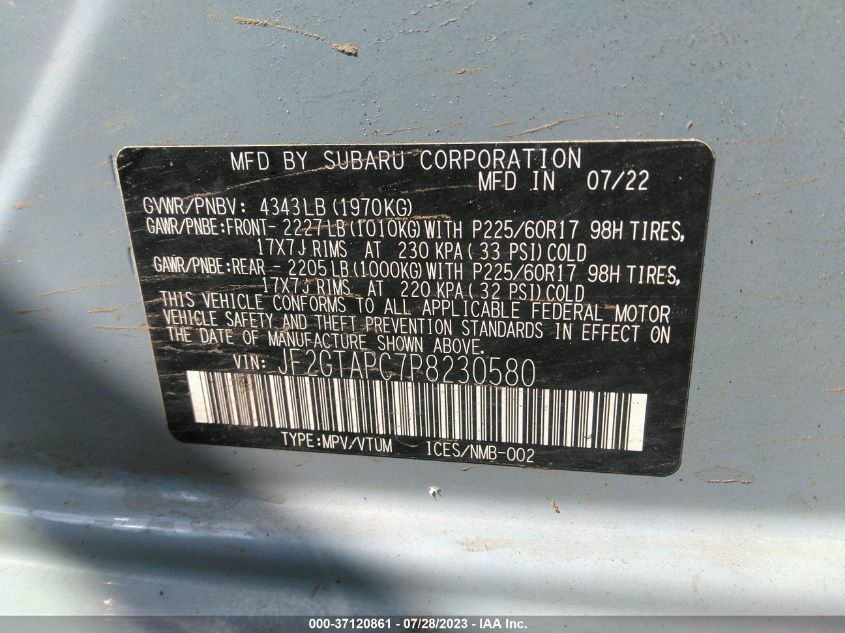 MFD BY SUBARU CORPORATION
MFD IN 07/22
GVWR/PNBV: 4343LB(1970KG)
GAWR/PNBE:FRONT- 2227LB(1010KG)WITH P225/60R17 98H TIRES,
17X7J RIMS AT 230 KPA(33 PSI)COLD
GAWR/PNBE:REAR - 2205LB(1000KG)WITH P225/60R17 98H TIRES,
17X7J RIMS AT 220 KPA(32 PSI)COLD
THIS VEHICLE CONFORMS TO ALL APPLICABLE FEDERAL MOTOR
VEHICLE SAFETY AND THEFT PREVENTION STANDARDS IN EFFECT ON
THE DATE OF MANUFACTURE SHOWN ABOVE.
VIN: JF2GTAPC7P8230580
TYPE:MPV/VTUM ICES/NMB-002
000-37120861 - 07/28/2023 - IAA Inc.